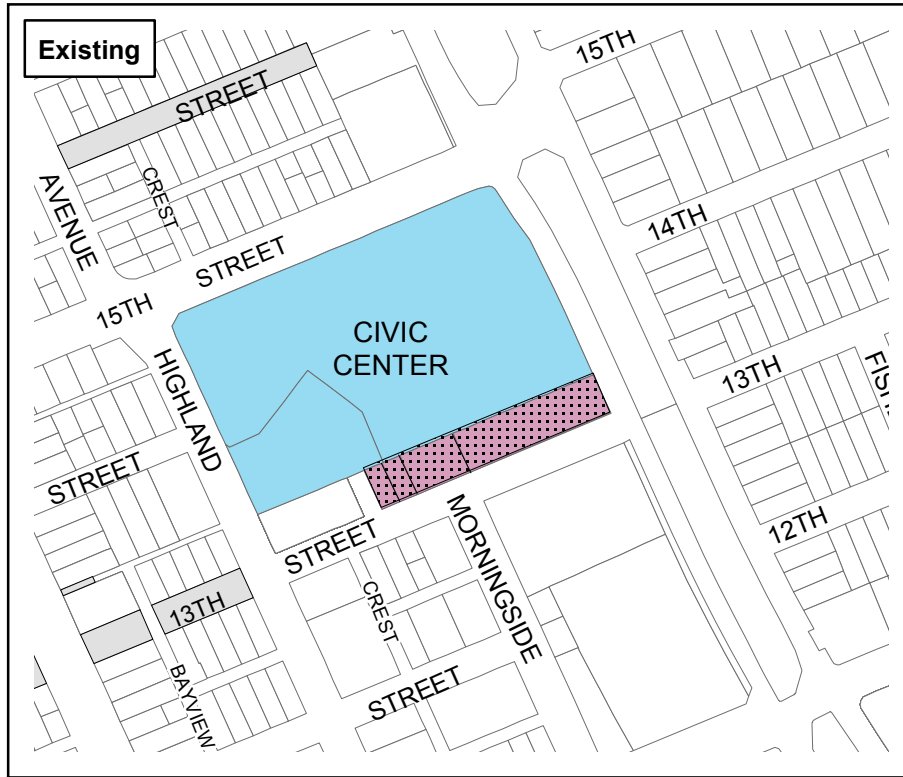 Existing
15TH
STREET
AVENUE
CREST
14TH
STREET
15TH
CIVIC
CENTER
HIGHLAND
13TH
STREET
MORNINGSIDE
12TH
STREET
CREST
13TH
BAYVIEW
STREET